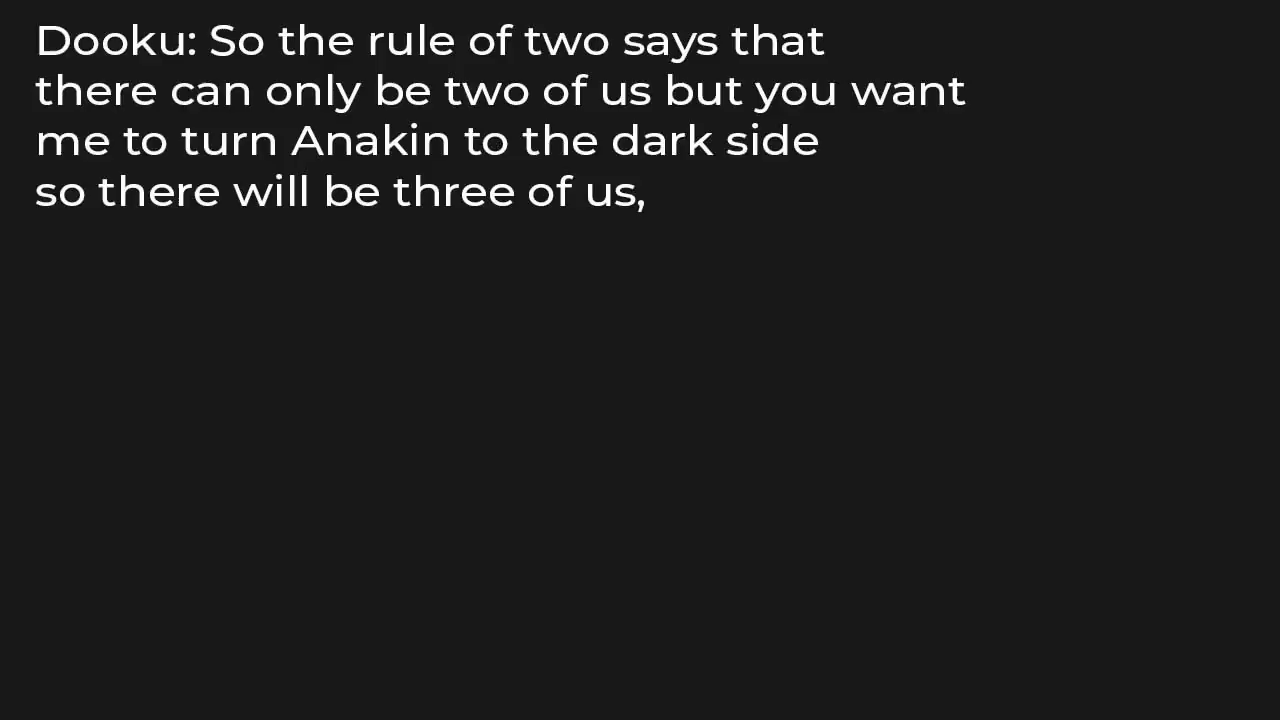 Dooku: So the rule of two says that
there can only be two of us but you want
me to turn Anakin to the dark side
so there will be three of us,